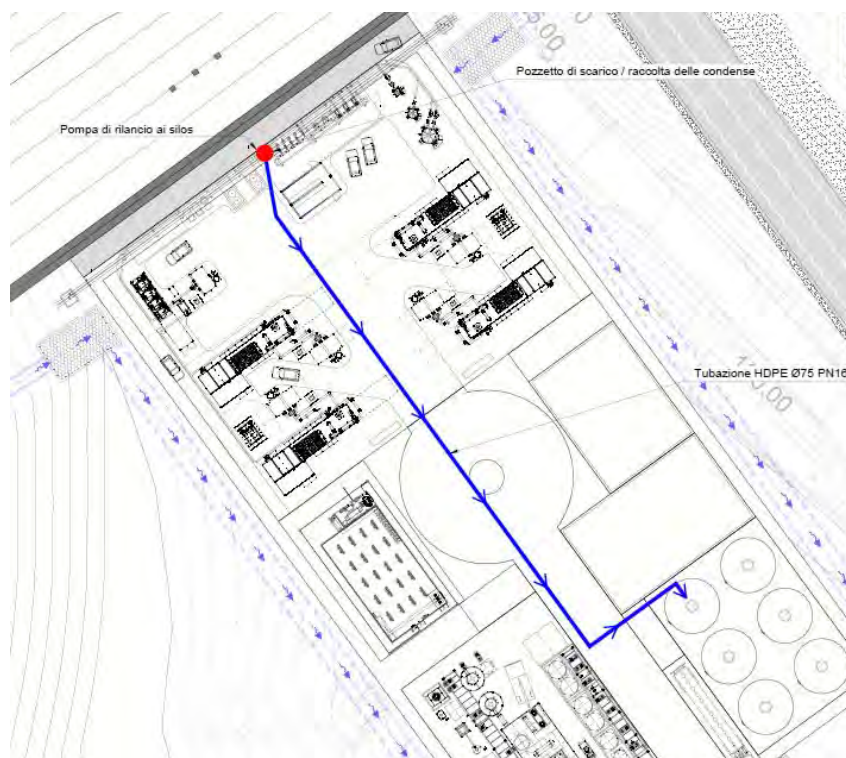 Pozzetto di scarico / raccolta delle condense
Pompa di rilancio ai silos
Tubazione HDPE Ø75 PN16